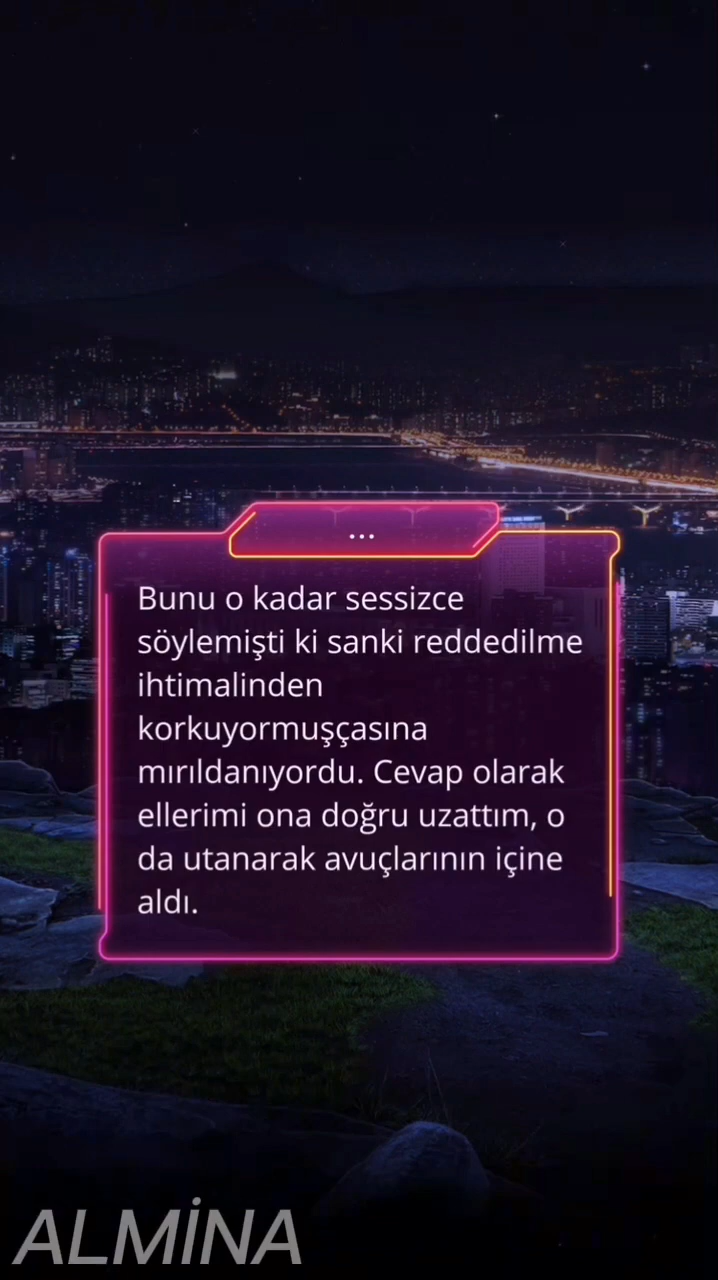 ...
Bunu o kadar sessizce
söylemişti ki sanki reddedilme
ihtimalinden
korkuyormuşçasına
mırıldanıyordu. Cevap olarak
ellerimi ona doğru uzattım, o
da utanarak avuçlarının içine
aldı.
ALMİNA